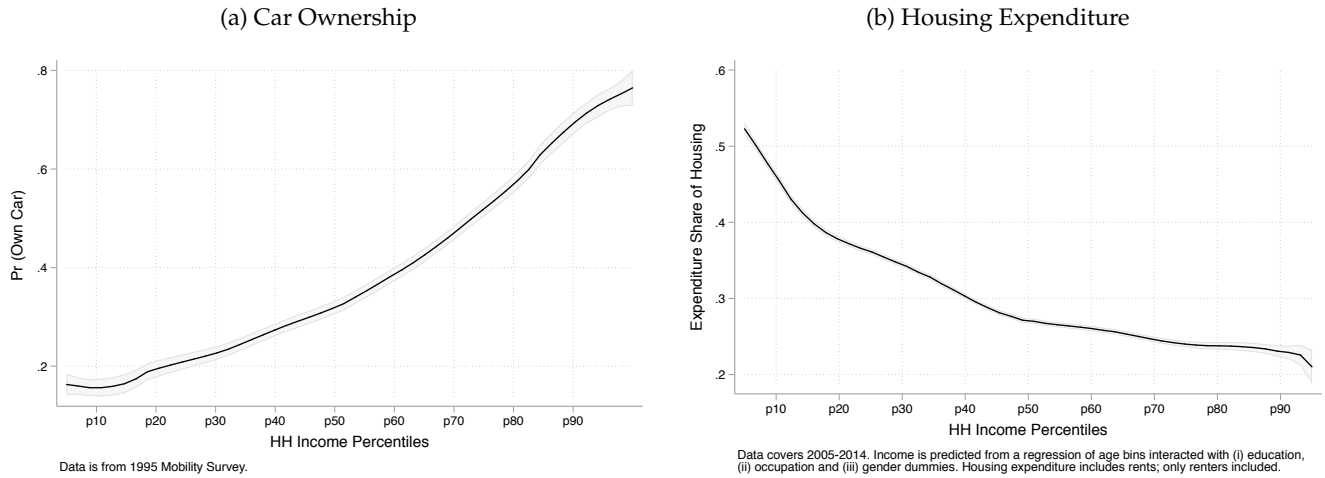 (a) Car Ownership
.8
.6
.4
.2
Pr (Own Car)
p10 p20 p30 p40 p50 p60 p70 p80 p90
HH Income Percentiles
Data is from 1995 Mobility Survey.
(b) Housing Expenditure
.6
.5
.4
.3
.2
Expenditure Share of Housing
p10 p20 p30 p40 p50 p60 p70 p80 p90
HH Income Percentiles
Data covers 2005-2014. Income is predicted from a regression of age bins interacted with (i) education,
(ii) occupation and (iii) gender dummies. Housing expenditure includes rents; only renters included.